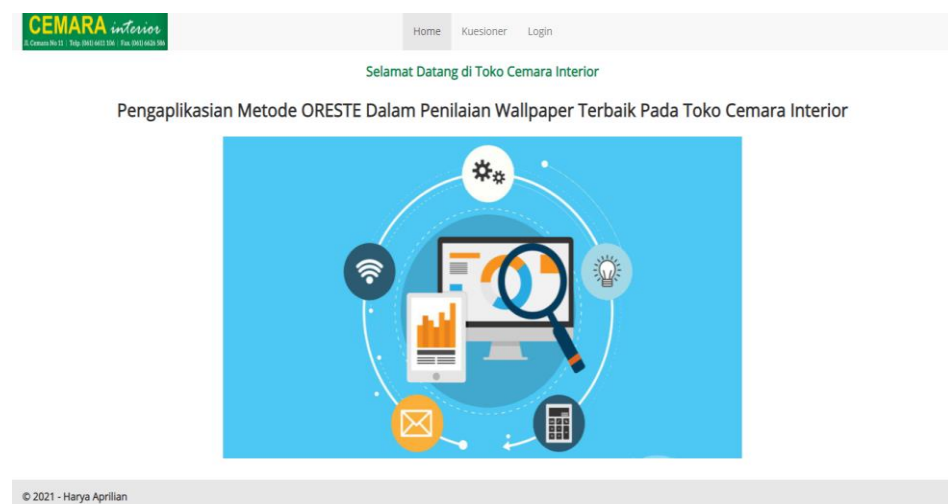 CEMARA interior
Jl. Cemara No 11 | Telp. (061) 6611 106 | Fax. (061) 6626 586
Home Kuesioner Login
Selamat Datang di Toko Cemara Interior
Pengaplikasian Metode ORESTE Dalam Penilaian Wallpaper Terbaik Pada Toko Cemara Interior
© 2021 - Harya Aprilian